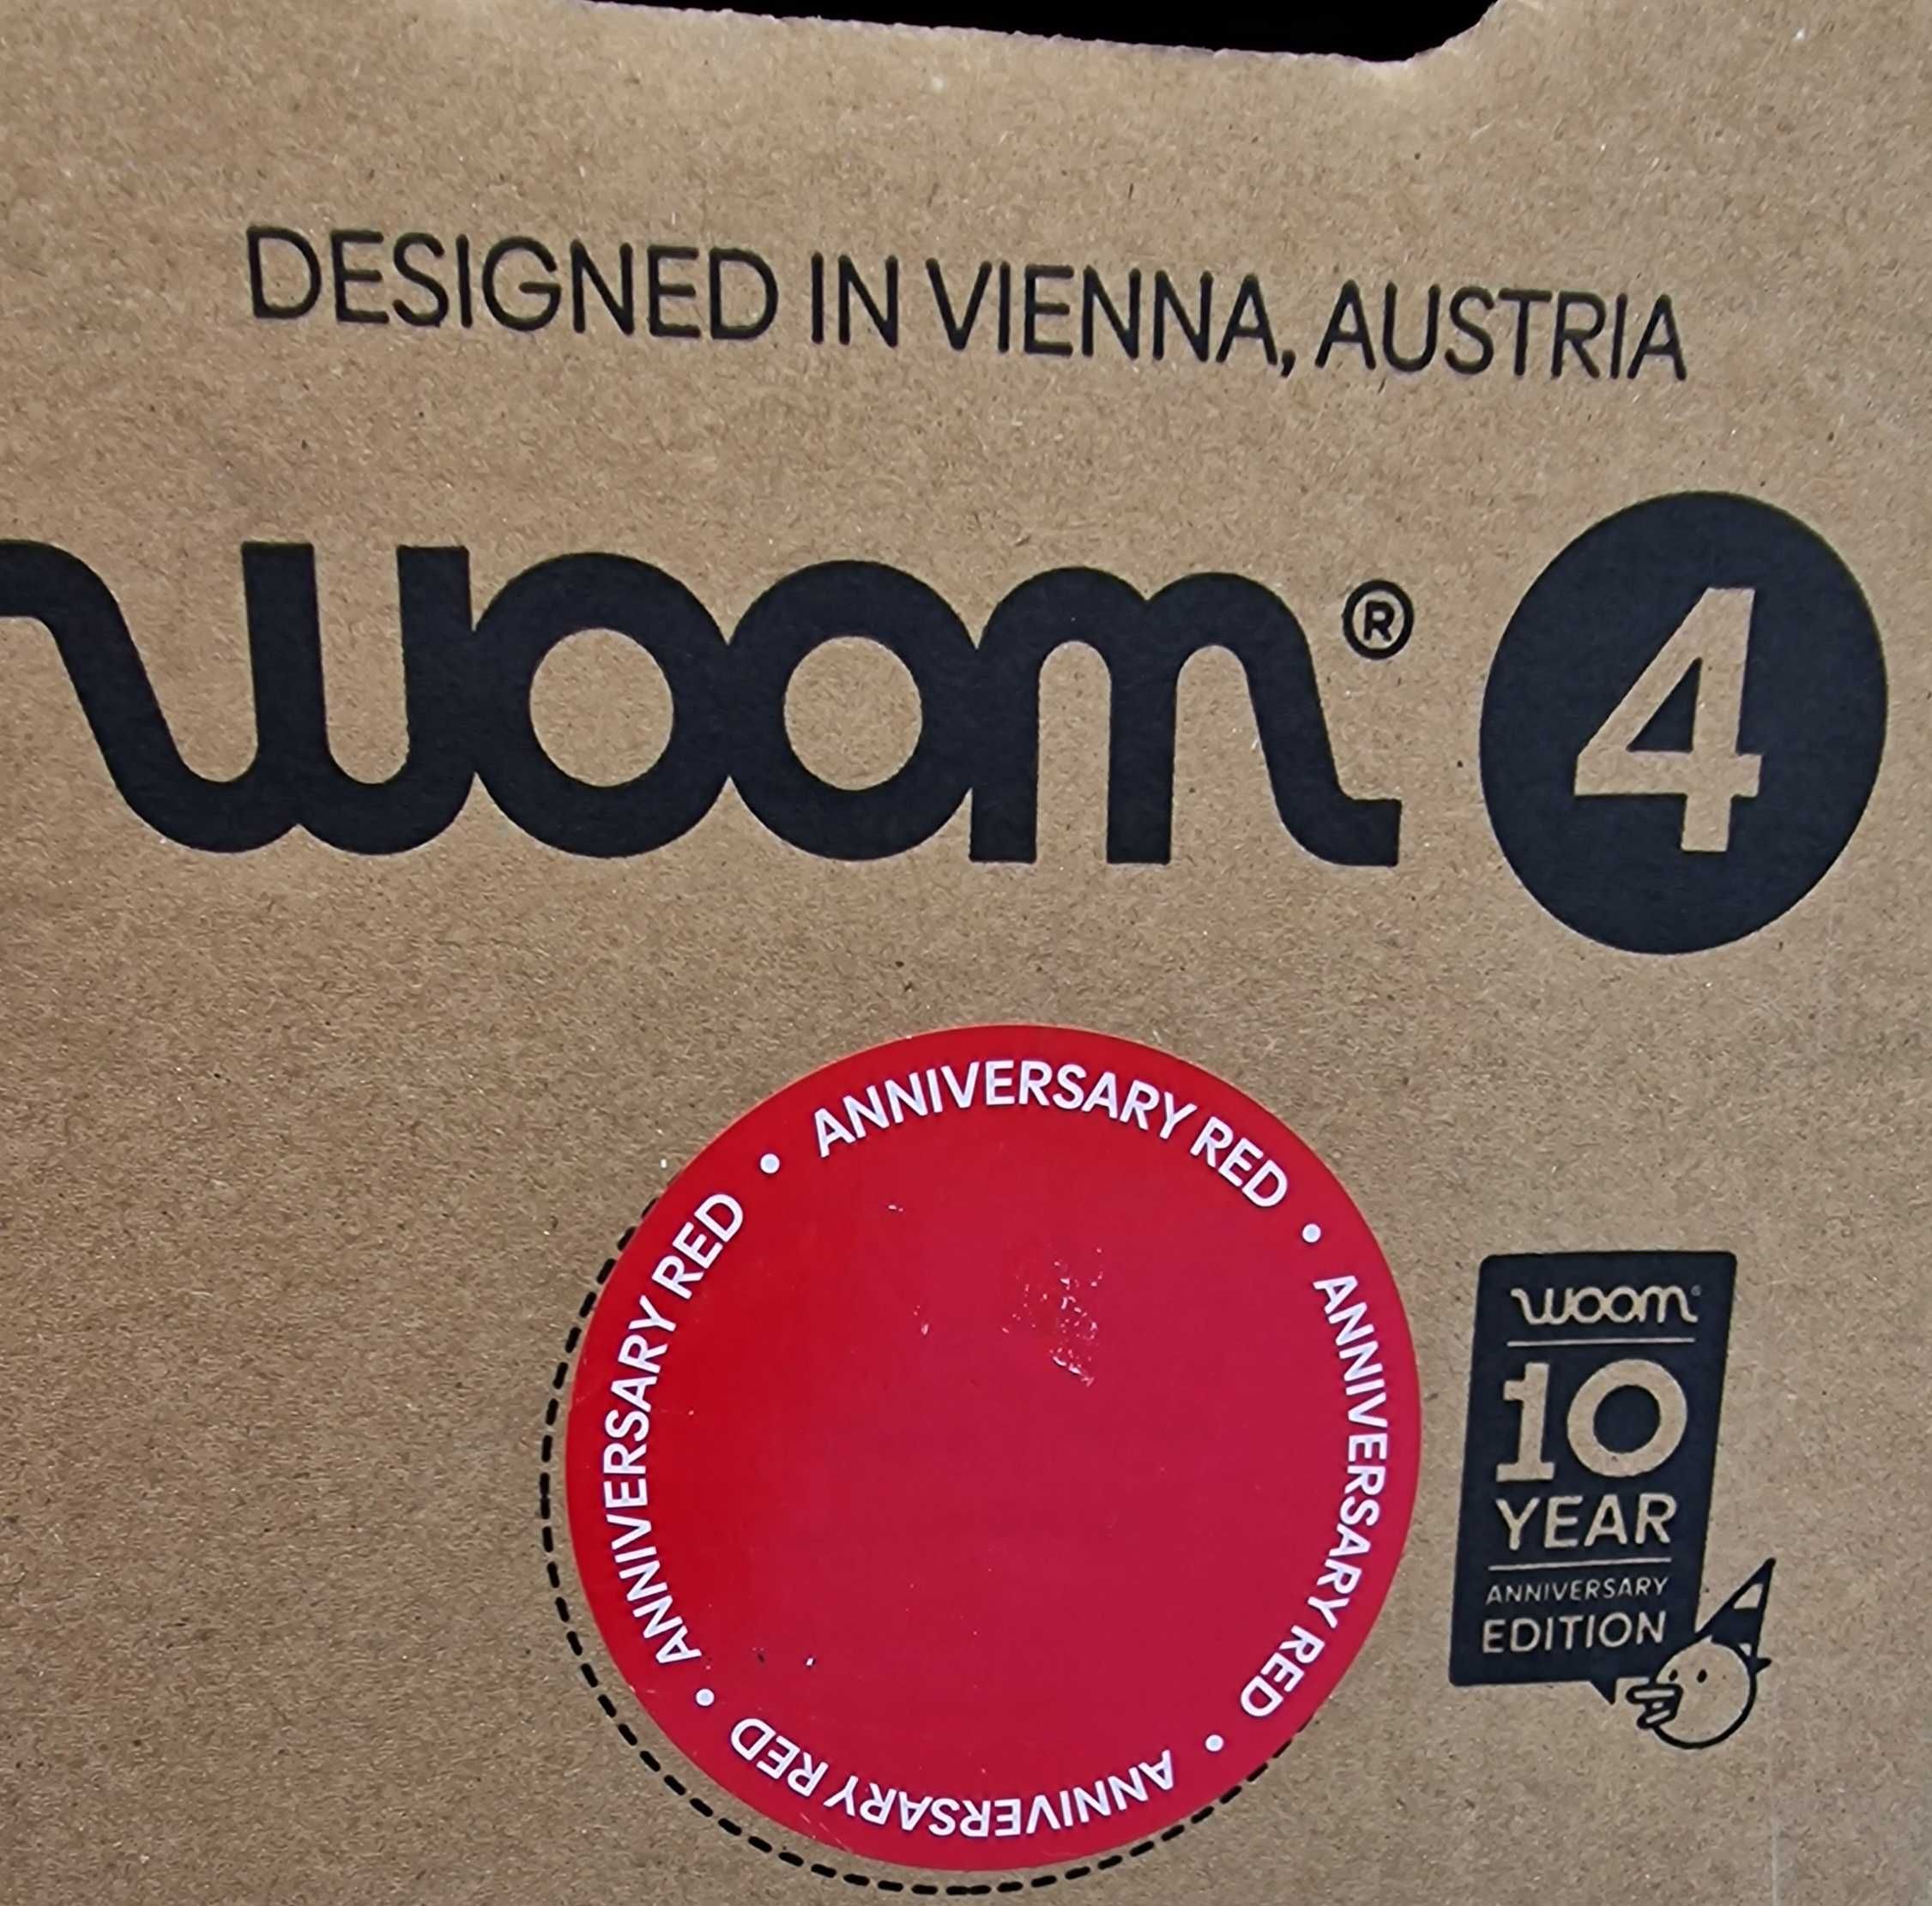 DESIGNED IN VIENNA, AUSTRIA
woom® 4
ANNIVERSARY RED • ANNIVERSARY RED • ANNIVERSARY RED • ANNIVERSARY RED •
woom®
10
YEAR
ANNIVERSARY
EDITION